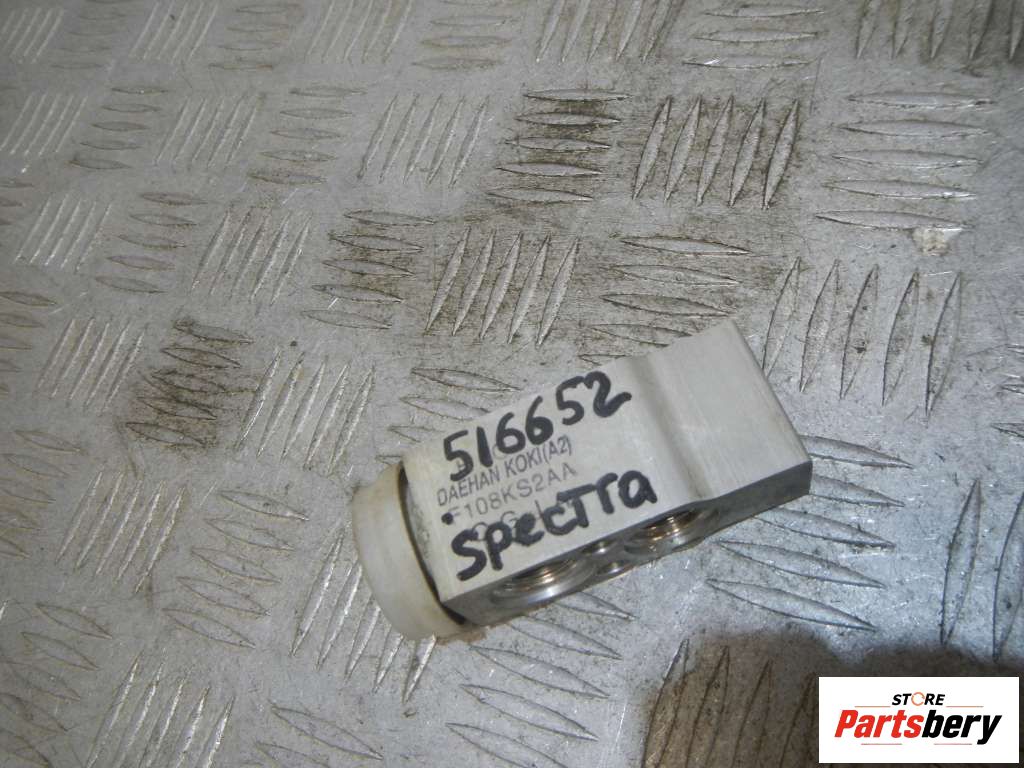 516652
DAEHAN KOKI(A2)
F108KS2AA
spectra
STORE
Partsbery